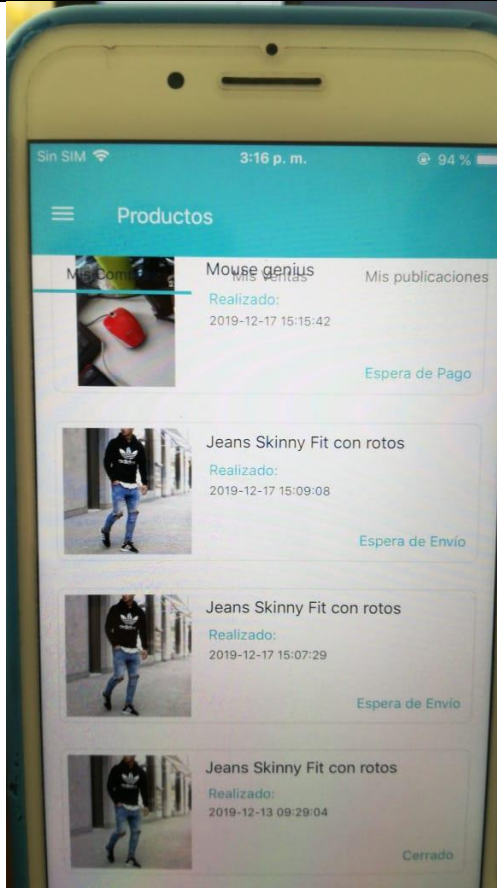 Sin SIM 3:16 p. m. 94 %
Productos
Mis Comp Mis Ventas Mis publicaciones
Mouse genius
Realizado:
2019-12-17 15:15:42
Espera de Pago
Jeans Skinny Fit con rotos
Realizado:
2019-12-17 15:09:08
Espera de Envío
Jeans Skinny Fit con rotos
Realizado:
2019-12-17 15:07:29
Espera de Envío
Jeans Skinny Fit con rotos
Realizado:
2019-12-13 09:29:04
Cerrado